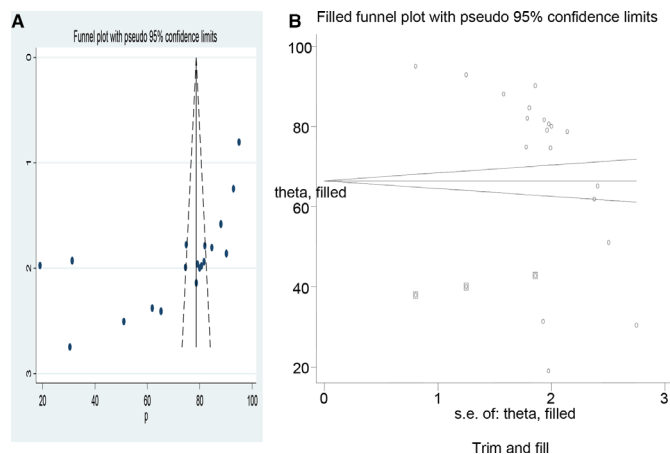 A
Funnel plot with pseudo 95% confidence limits
0
1
2
3
20 40 60 80 100
p
B
Filled funnel plot with pseudo 95% confidence limits
100
80
theta, filled
60
40
20
0 1 2 3
s.e. of: theta, filled
Trim and fill